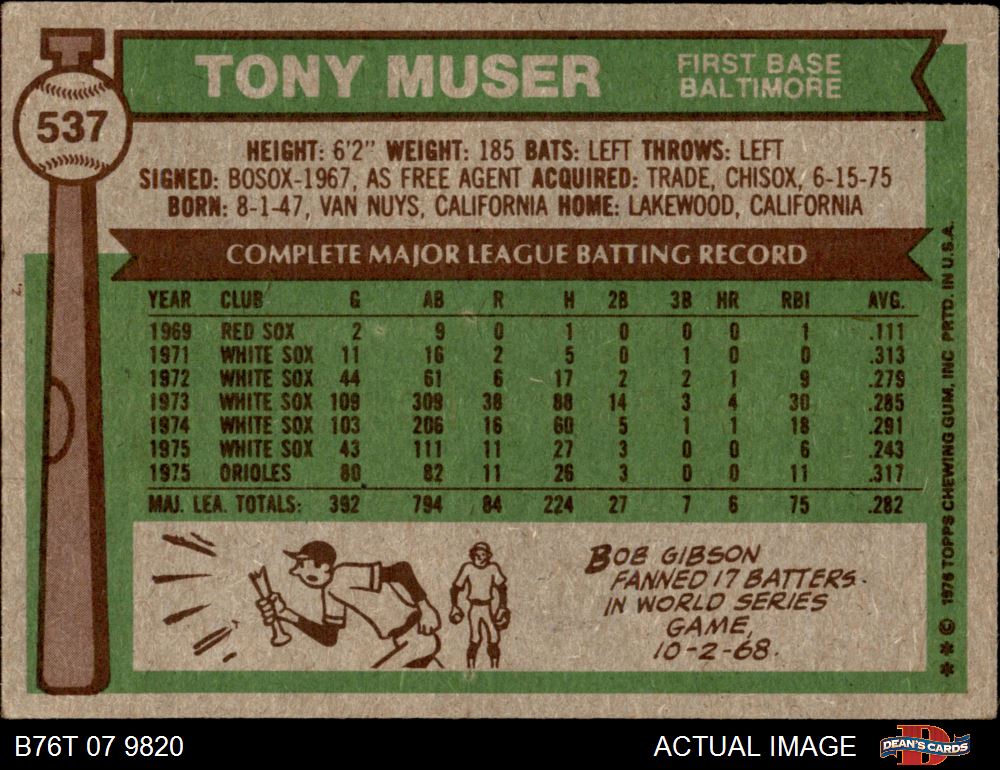 TONY MUSER
FIRST BASE
BALTIMORE
537
HEIGHT: 6'2" WEIGHT: 185 BATS: LEFT THROWS: LEFT
SIGNED: BOSOX-1967, AS FREE AGENT ACQUIRED: TRADE, CHISOX, 6-15-75
BORN: 8-1-47, VAN NUYS, CALIFORNIA HOME: LAKEWOOD, CALIFORNIA
COMPLETE MAJOR LEAGUE BATTING RECORD
YEAR CLUB G AB R H 2B 3B HR RBI AVG.
1969 RED SOX 2 9 0 1 0 0 0 1 .111
1971 WHITE SOX 11 16 2 5 0 1 0 0 .313
1972 WHITE SOX 44 61 6 17 2 2 1 9 .279
1973 WHITE SOX 109 309 38 88 14 3 4 30 .285
1974 WHITE SOX 103 206 16 60 5 1 1 18 .291
1975 WHITE SOX 43 111 11 27 3 0 0 6 .243
1975 ORIOLES 80 82 11 26 3 0 0 11 .317
MAJ. LEA. TOTALS: 392 794 84 224 27 7 6 75 .282
BOB GIBSON
FANNED 17 BATTERS
IN WORLD SERIES
GAME,
10-2-68.
** © 1976 TOPPS CHEWING GUM, INC PRTD. IN U.S.A.
B76T 07 9820
ACTUAL IMAGE
DEAN'S CARDS